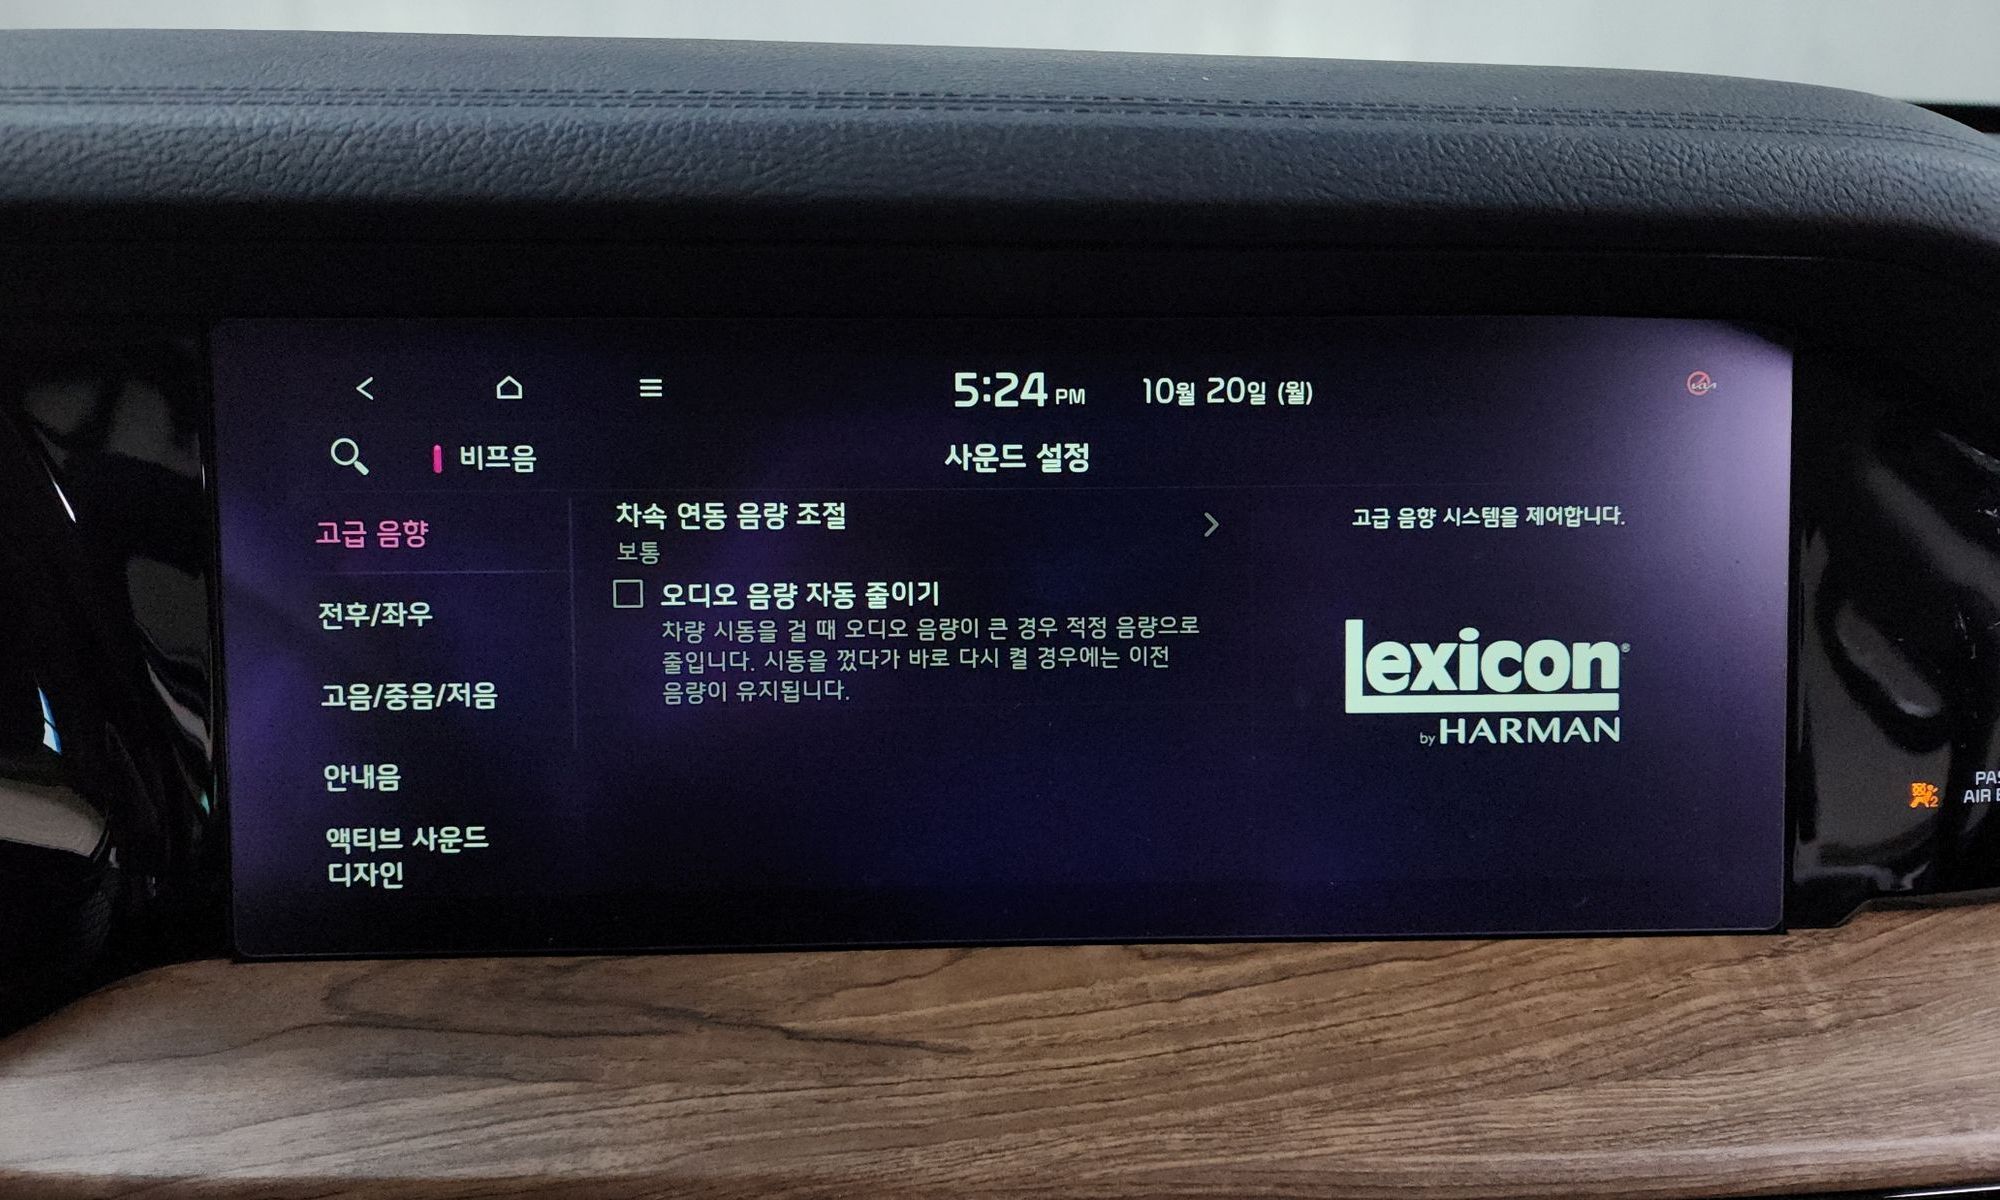 5:24 PM 10월 20일 (월)
비프음
사운드 설정
고급 음향
전후/좌우
고음/중음/저음
안내음
액티브 사운드
디자인
차속 연동 음량 조절
보통
오디오 음량 자동 줄이기
차량 시동을 걸 때 오디오 음량이 큰 경우 적정 음량으로
줄입니다. 시동을 껐다가 바로 다시 켤 경우에는 이전
음량이 유지됩니다.
고급 음향 시스템을 제어합니다.
lexicon®
by HARMAN
2
AIR